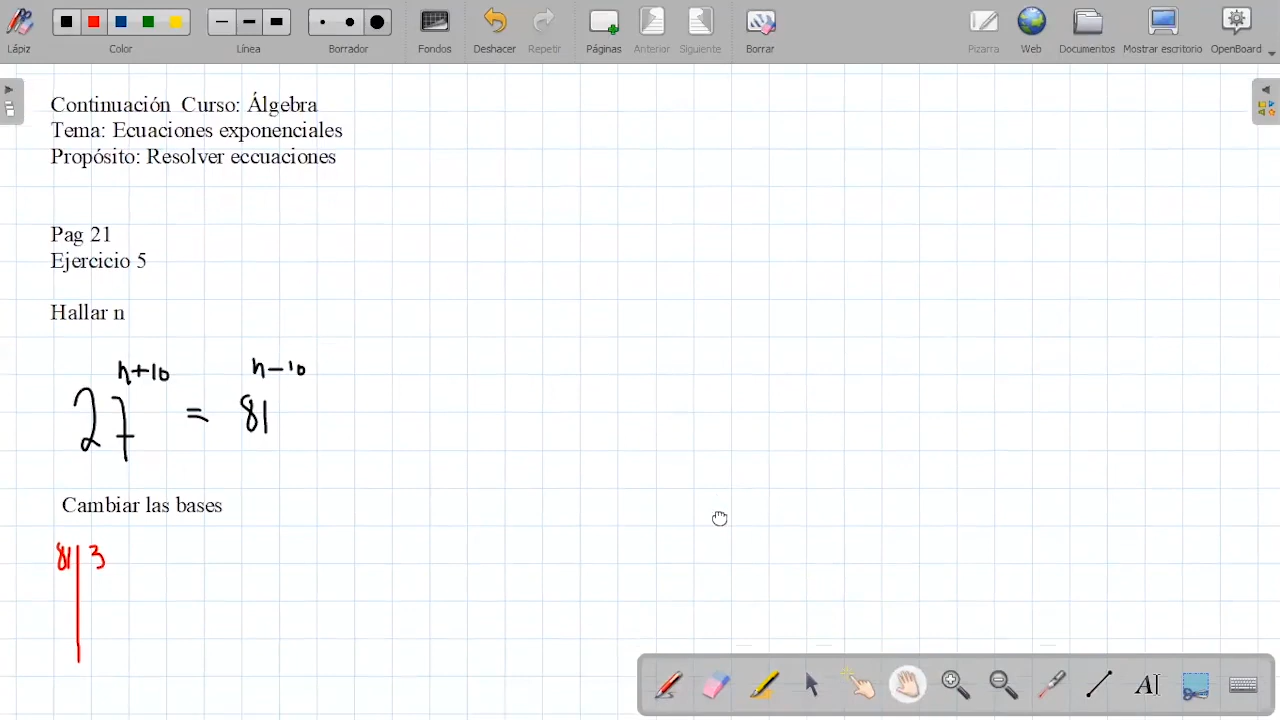 Lápiz Color Línea Borrador Fondos Deshacer Repetir Páginas Anterior Siguiente Borrar Pizarra Web Documentos Mostrar escritorio OpenBoard
Continuación Curso: Álgebra
Tema: Ecuaciones exponenciales
Propósito: Resolver eccuaciones
Pag 21
Ejercicio 5
Hallar n
27^{n+10} = 81^{n-10}
Cambiar las bases
81 | 3